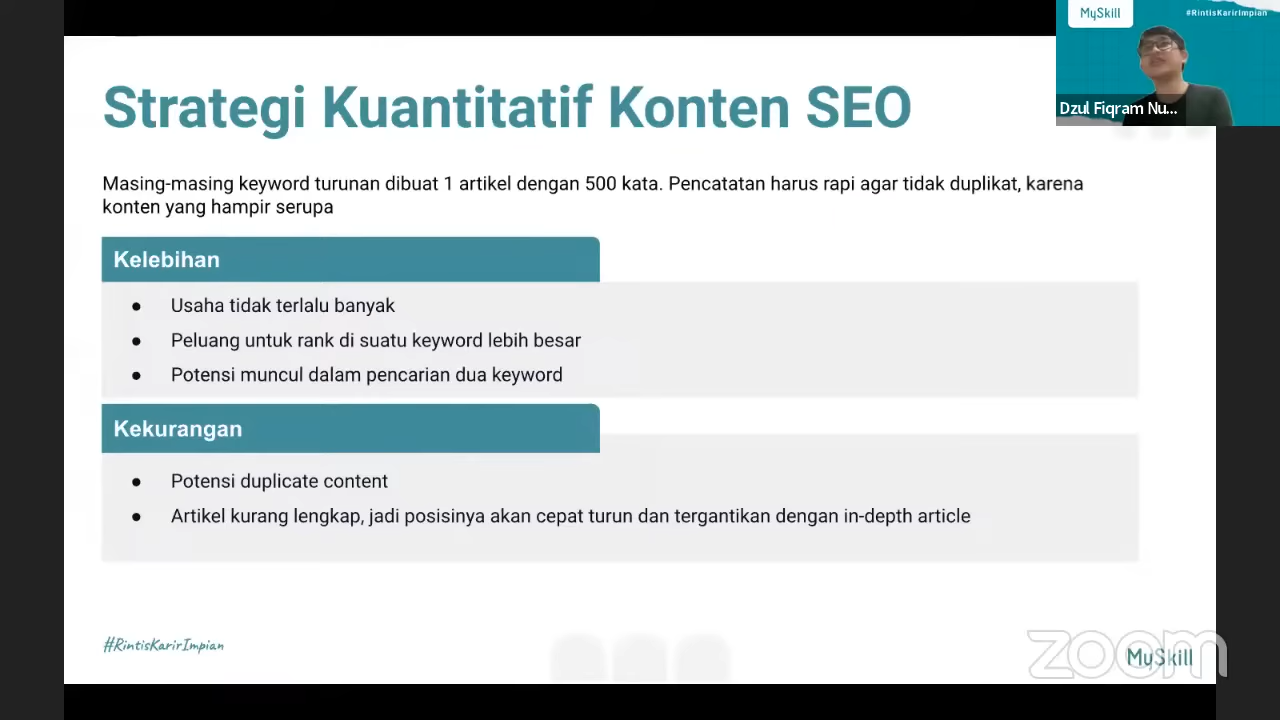 MySkill
#RintisKarirImpian
Dzul Fiqram Nu...
Strategi Kuantitatif Konten SEO
Masing-masing keyword turunan dibuat 1 artikel dengan 500 kata. Pencatatan harus rapi agar tidak duplikat, karena
konten yang hampir serupa
Kelebihan
● Usaha tidak terlalu banyak
● Peluang untuk rank di suatu keyword lebih besar
● Potensi muncul dalam pencarian dua keyword
Kekurangan
● Potensi duplicate content
● Artikel kurang lengkap, jadi posisinya akan cepat turun dan tergantikan dengan in-depth article
#RintisKarirImpian
zoom
MySkill